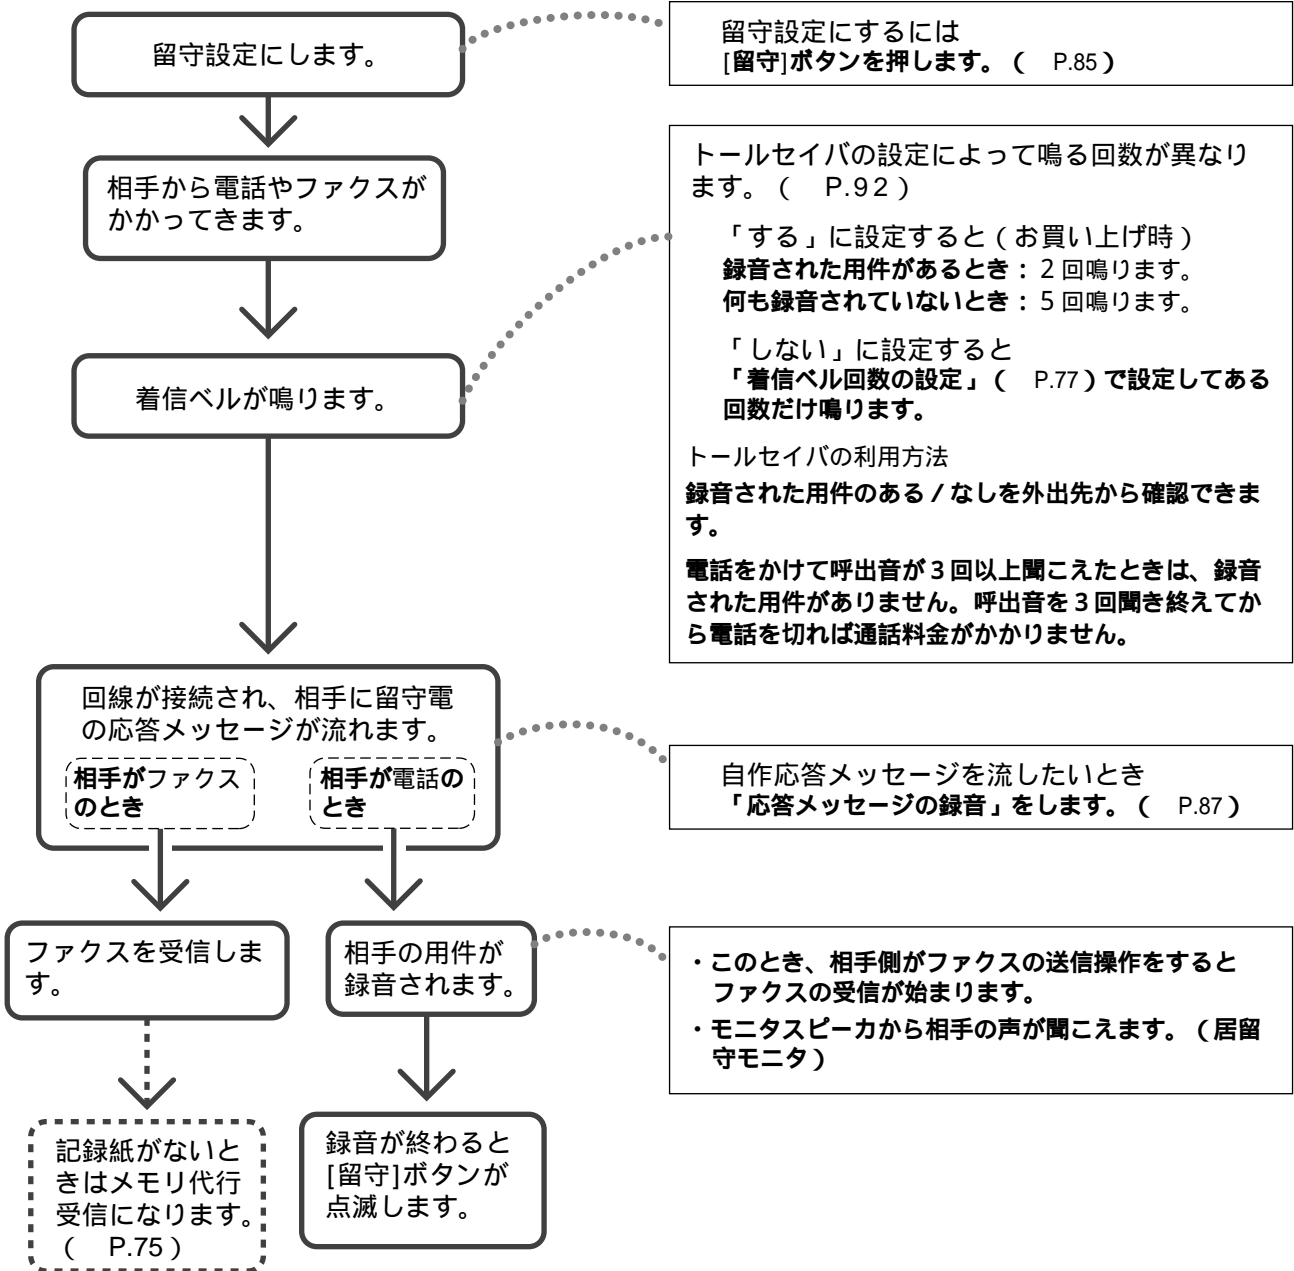 留守設定にします。
留守設定にするには
[留守]ボタンを押します。（　P.85）
相手から電話やファクスが
かかってきます。
トールセイバの設定によって鳴る回数が異なり
ます。（　P.92）
「する」に設定すると（お買い上げ時）
録音された用件があるとき：2回鳴ります。
何も録音されていないとき：5回鳴ります。
「しない」に設定すると
「着信ベル回数の設定」（　P.77）で設定してある
回数だけ鳴ります。
トールセイバの利用方法
録音された用件のある／なしを外出先から確認できま
す。
電話をかけて呼出音が3回以上聞こえたときは、録音
された用件がありません。呼出音を3回聞き終えてか
ら電話を切れば通話料金がかかりません。
着信ベルが鳴ります。
回線が接続され、相手に留守電
の応答メッセージが流れます。
相手がファクス
のとき
相手が電話の
とき
自作応答メッセージを流したいとき
「応答メッセージの録音」をします。（　P.87）
ファクスを受信しま
す。
相手の用件が
録音されます。
・このとき、相手側がファクスの送信操作をすると
ファクスの受信が始まります。
・モニタスピーカから相手の声が聞こえます。（居留
守モニタ）
記録紙がないと
きはメモリ代行
受信になります。
（　P.75）
録音が終わると
[留守]ボタンが
点滅します。